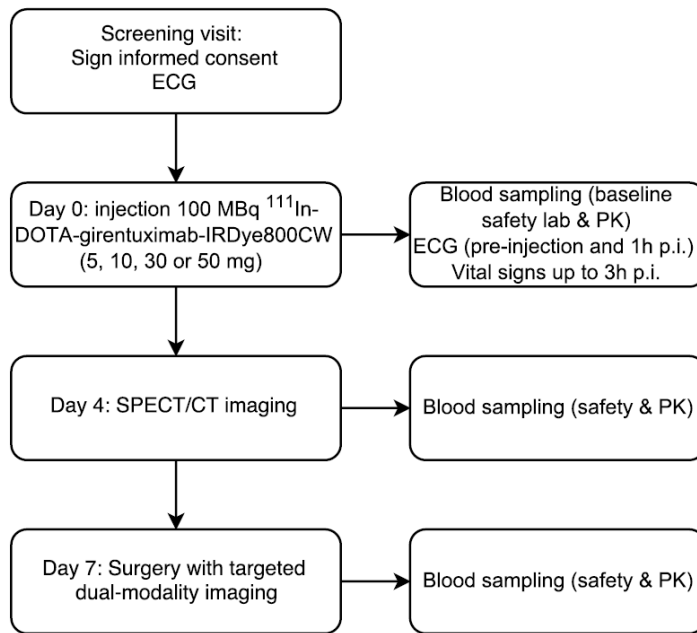 Screening visit:
Sign informed consent
ECG
Day 0: injection 100 MBq ¹¹¹In-
DOTA-girentuximab-IRDye800CW
(5, 10, 30 or 50 mg)
Blood sampling (baseline
safety lab & PK)
ECG (pre-injection and 1h p.i.)
Vital signs up to 3h p.i.
Day 4: SPECT/CT imaging
Blood sampling (safety & PK)
Day 7: Surgery with targeted
dual-modality imaging
Blood sampling (safety & PK)